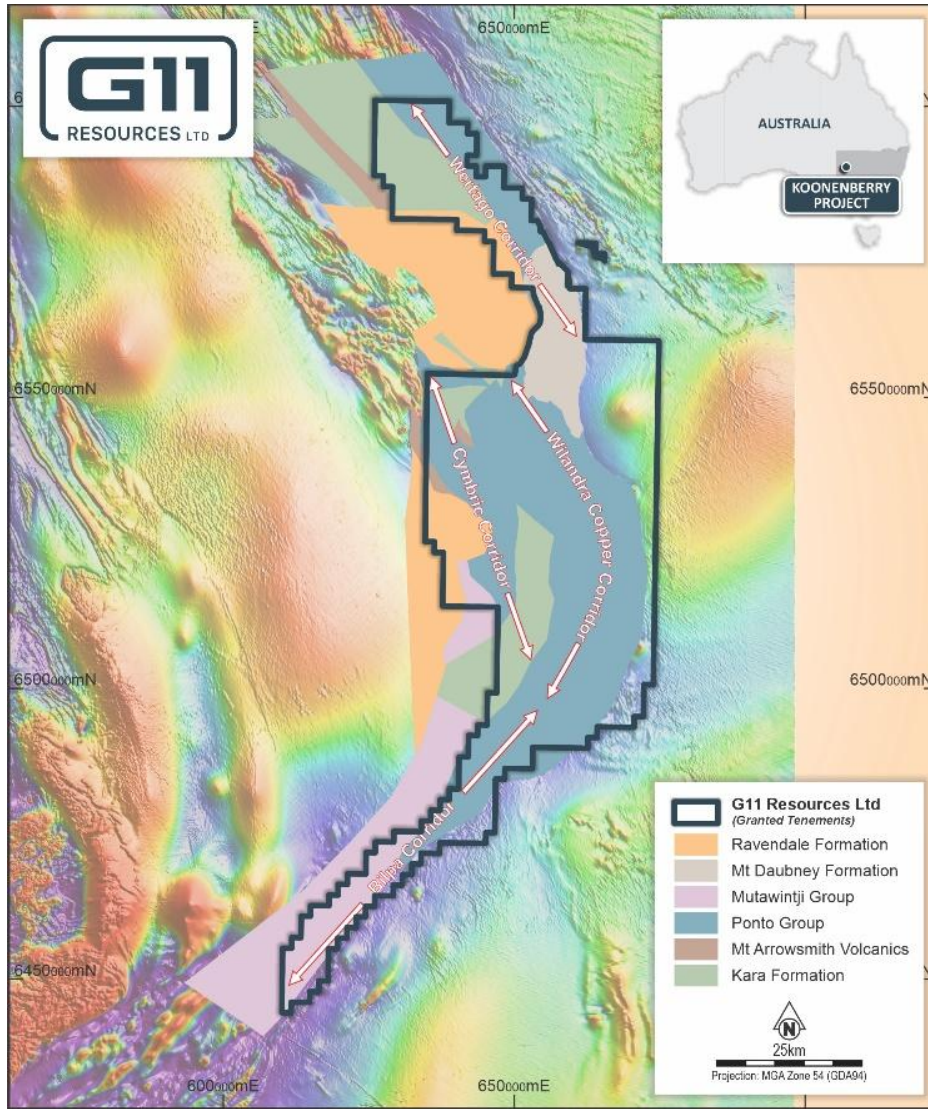 650000mE
G11
RESOURCES LTD
AUSTRALIA
KOONENBERRY
PROJECT
Wertago Corridor
6550000mN
6550000mN
Wilandra Copper Corridor
Cymbric Corridor
6500000mN
6500000mN
Bilpa Corridor
6450000mN
600000mE
650000mE
G11 Resources Ltd
(Granted Tenements)
Ravendale Formation
Mt Daubney Formation
Mutawintji Group
Ponto Group
Mt Arrowsmith Volcanics
Kara Formation
N
25km
Projection: MGA Zone 54 (GDA94)